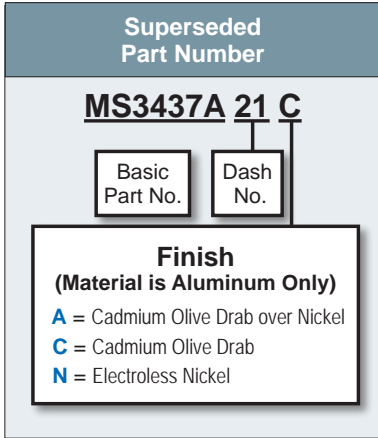 Superseded
Part Number
MS3437A 21 C
Basic
Part No.
Dash
No.
Finish
(Material is Aluminum Only)
A = Cadmium Olive Drab over Nickel
C = Cadmium Olive Drab
N = Electroless Nickel